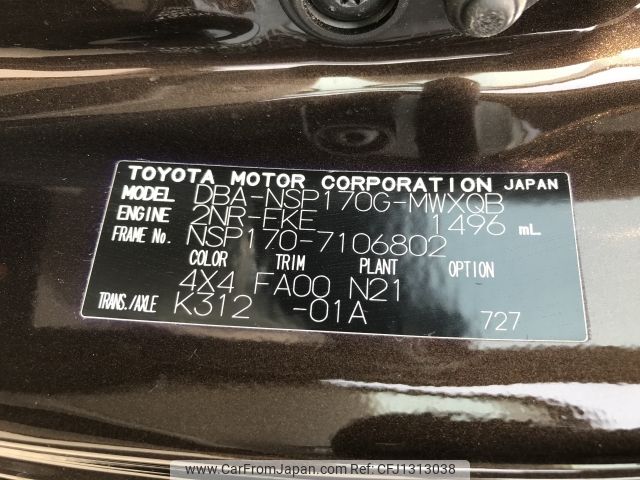 TOYOTA MOTOR CORPORATION JAPAN
MODEL DBA-NSP170G-MWXQB
ENGINE 2NR-FKE 1496 mL
FRAME No. NSP170-7106802
COLOR TRIM PLANT OPTION
4X4 FA00 N21
TRANS./AXLE K312 -01A
727
www.CarFromJapan.com | CFJ1313038